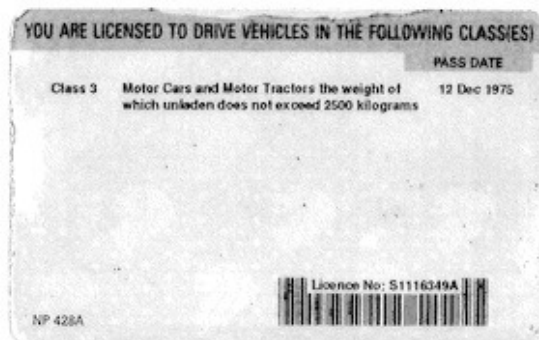 YOU ARE LICENSED TO DRIVE VEHICLES IN THE FOLLOWING CLASS(ES)
PASS DATE
Class 3 Motor Cars and Motor Tractors the weight of 12 Dec 1975
which unladen does not exceed 2500 kilograms
Licence No; S1116349A
NP 428A